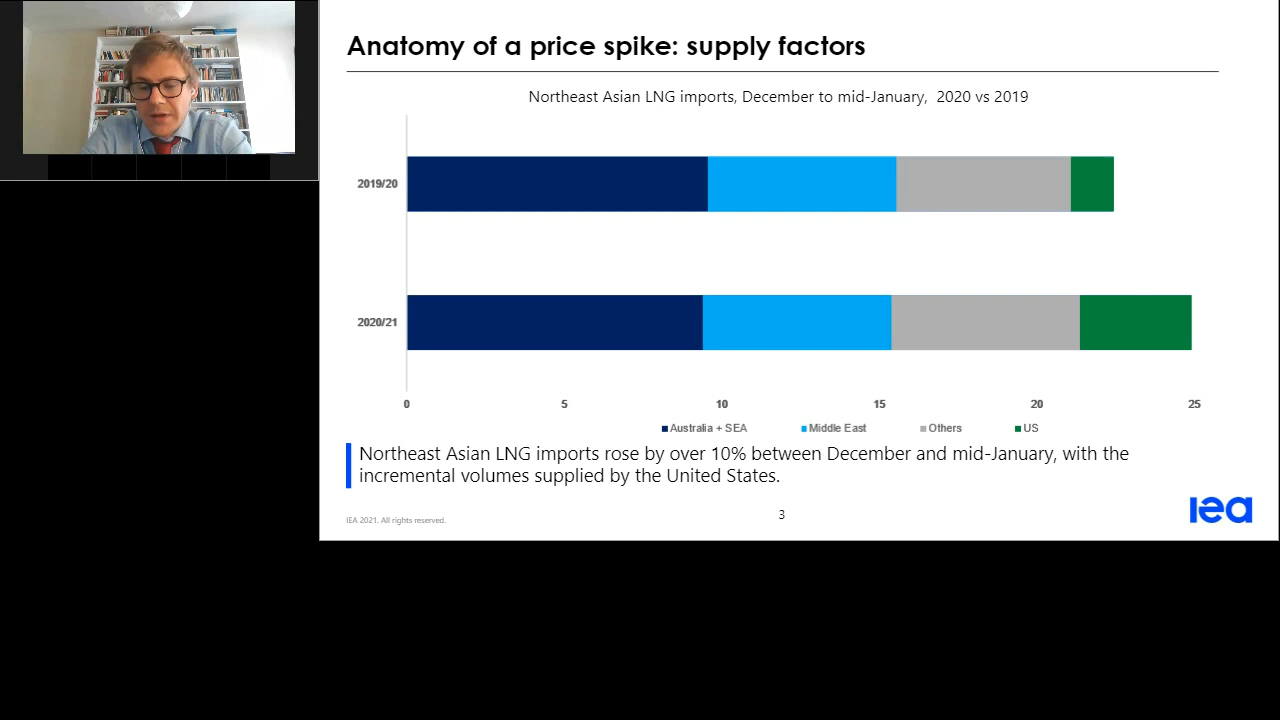 Anatomy of a price spike: supply factors
Northeast Asian LNG imports, December to mid-January, 2020 vs 2019
2019/20
2020/21
0 5 10 15 20 25
Australia + SEA Middle East Others US
Northeast Asian LNG imports rose by over 10% between December and mid-January, with the
incremental volumes supplied by the United States.
IEA 2021. All rights reserved.
3
iea